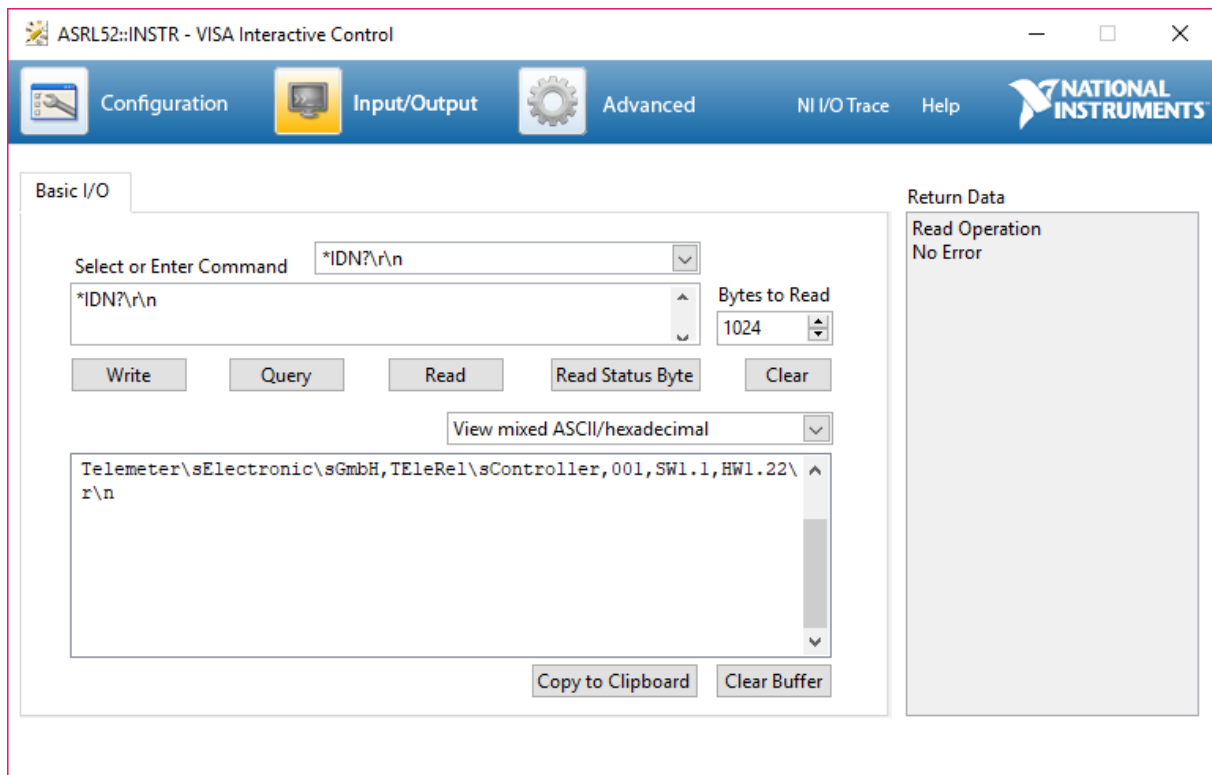 ASRL52::INSTR - VISA Interactive Control
Configuration
Input/Output
Advanced
NI I/O Trace
Help
NATIONAL
INSTRUMENTS
Basic I/O
Return Data
Read Operation
No Error
Select or Enter Command
*IDN?\r\n
*IDN?\r\n
Bytes to Read
1024
Write
Query
Read
Read Status Byte
Clear
View mixed ASCII/hexadecimal
Telemeter\sElectronic\sGmbH,TEleRel\sController,001,SW1.1,HW1.22\
r\n
Copy to Clipboard
Clear Buffer